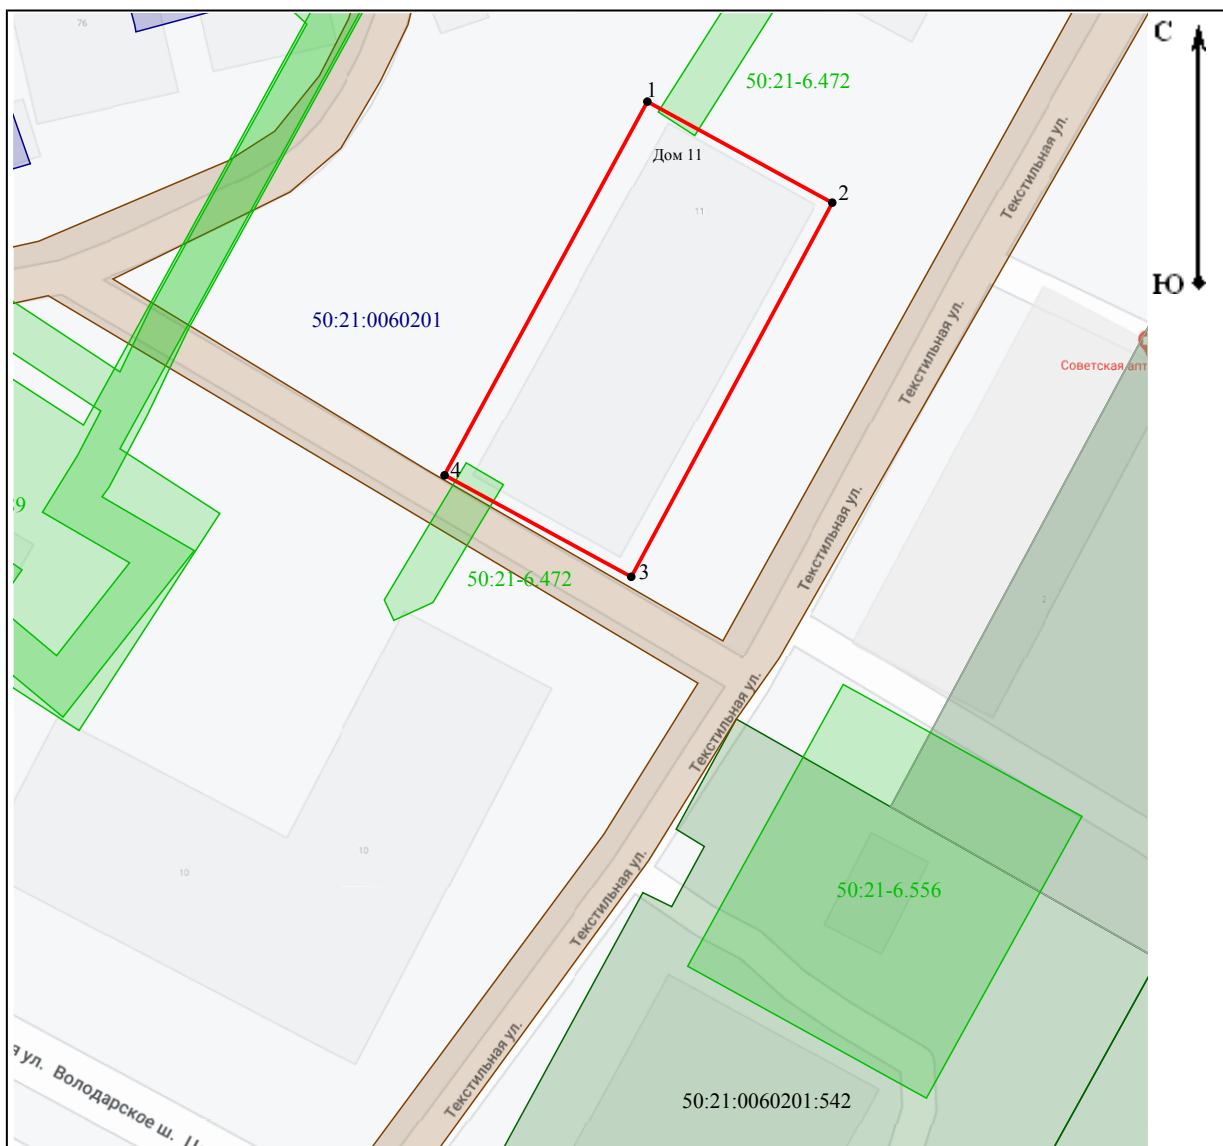 76
С
1
50:21-6.472
Дом 11
2
11
Текстильная ул.
Ю
50:21:0060201
Текстильная ул.
Советская апт
4
Текстильная ул.
50:21-6.472
3
2
Текстильная ул.
10
10
50:21-6.556
Текстильная ул.
Текстильная ул.
я ул.
Володарское ш.
50:21:0060201:542